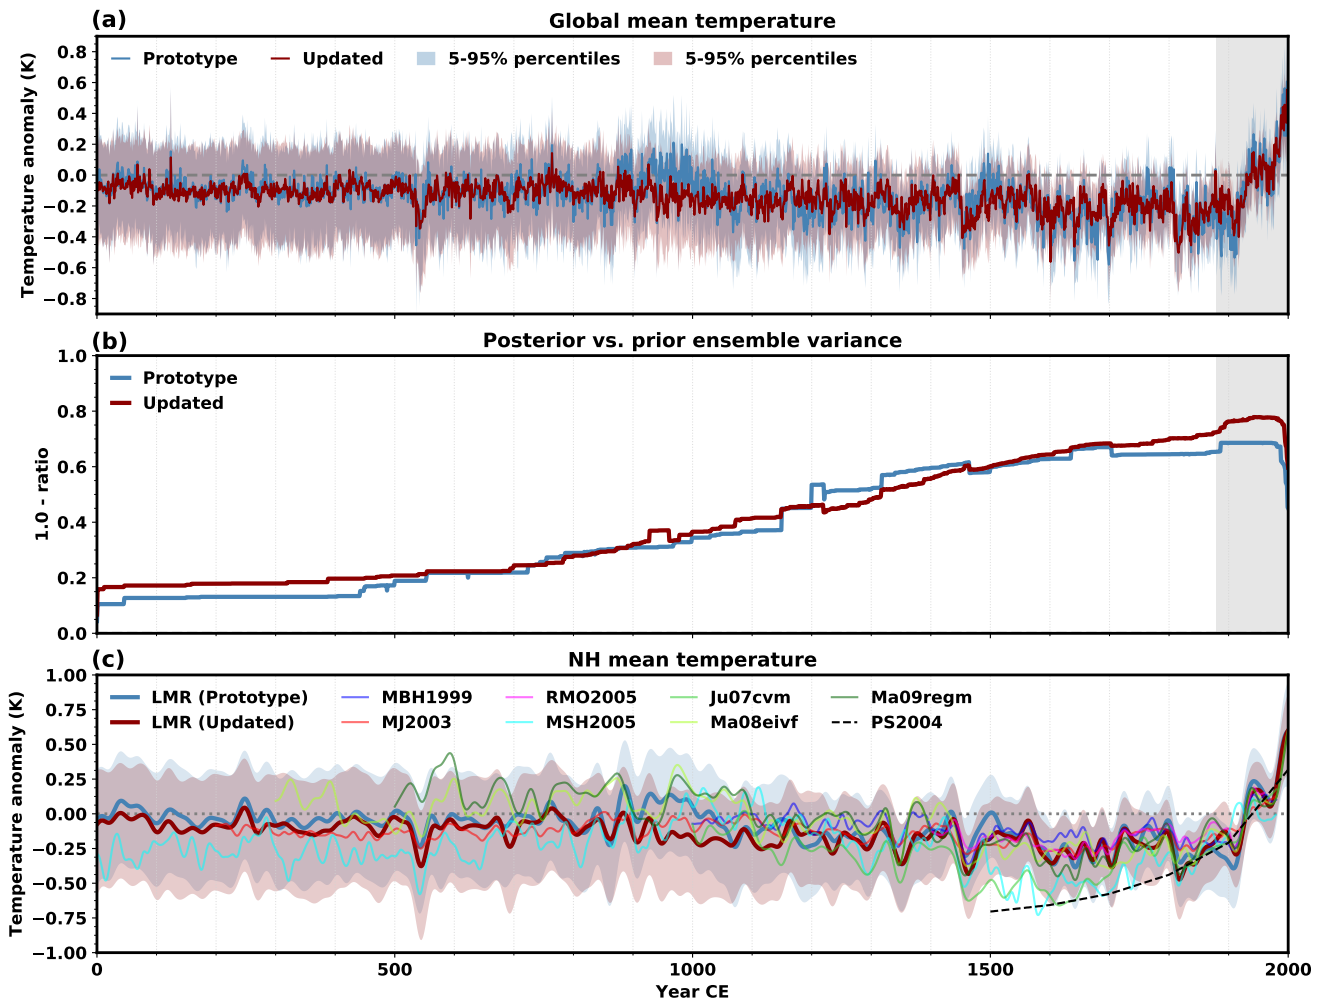 (a) Global mean temperature
Temperature anomaly (K)
0.8
0.6
0.4
0.2
0.0
−0.2
−0.4
−0.6
−0.8
Prototype Updated 5-95% percentiles 5-95% percentiles
(b) Posterior vs. prior ensemble variance
1.0 - ratio
1.0
0.8
0.6
0.4
0.2
0.0
Prototype
Updated
(c) NH mean temperature
Temperature anomaly (K)
1.00
0.75
0.50
0.25
0.00
−0.25
−0.50
−0.75
−1.00
LMR (Prototype) MBH1999 RMO2005 Ju07cvm Ma09regm
LMR (Updated) MJ2003 MSH2005 Ma08eivf PS2004
0 500 1000 1500 2000
Year CE